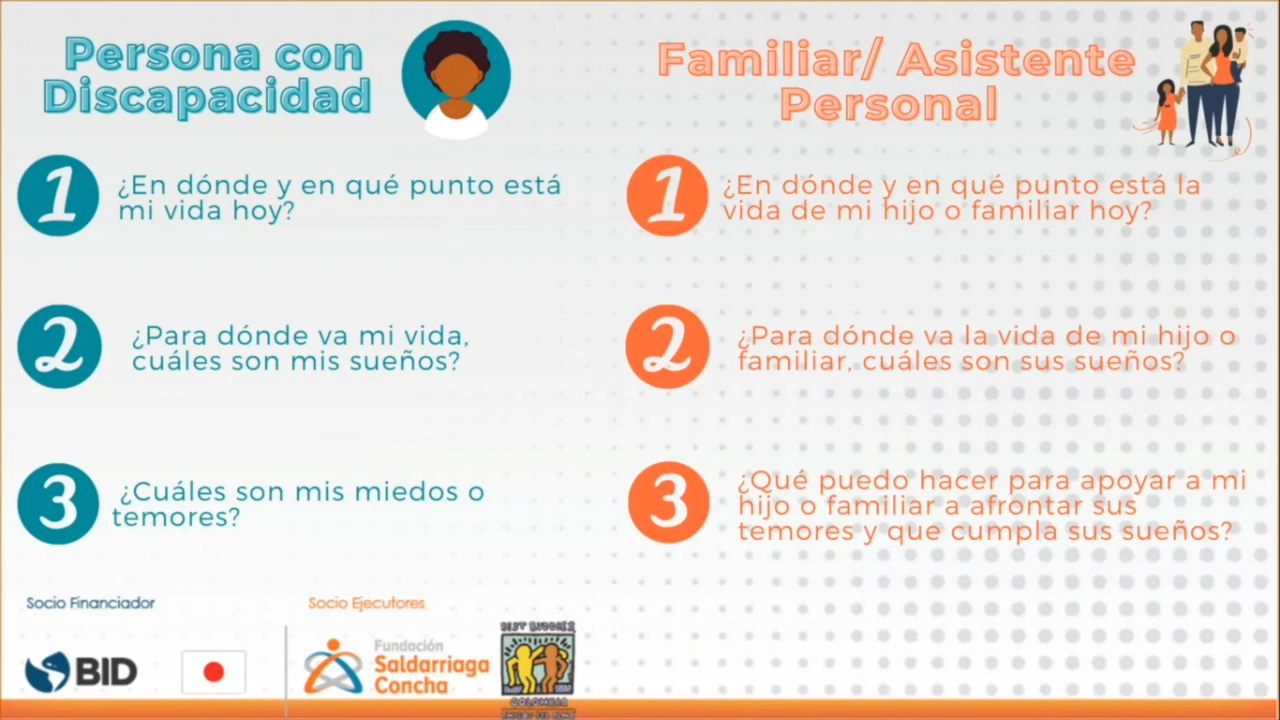 Persona con
Discapacidad
1
¿En dónde y en qué punto está
mi vida hoy?
2
¿Para dónde va mi vida,
cuáles son mis sueños?
3
¿Cuáles son mis miedos o
temores?
Familiar/ Asistente
Personal
1
¿En dónde y en qué punto está la
vida de mi hijo o familiar hoy?
2
¿Para dónde va la vida de mi hijo o
familiar, cuáles son sus sueños?
3
¿Qué puedo hacer para apoyar a mi
hijo o familiar a afrontar sus
temores y que cumpla sus sueños?
Socio Financiador
BID
Socio Ejecutores
Fundación
Saldarriaga
Concha
BEST BUDDIES
COLOMBIA